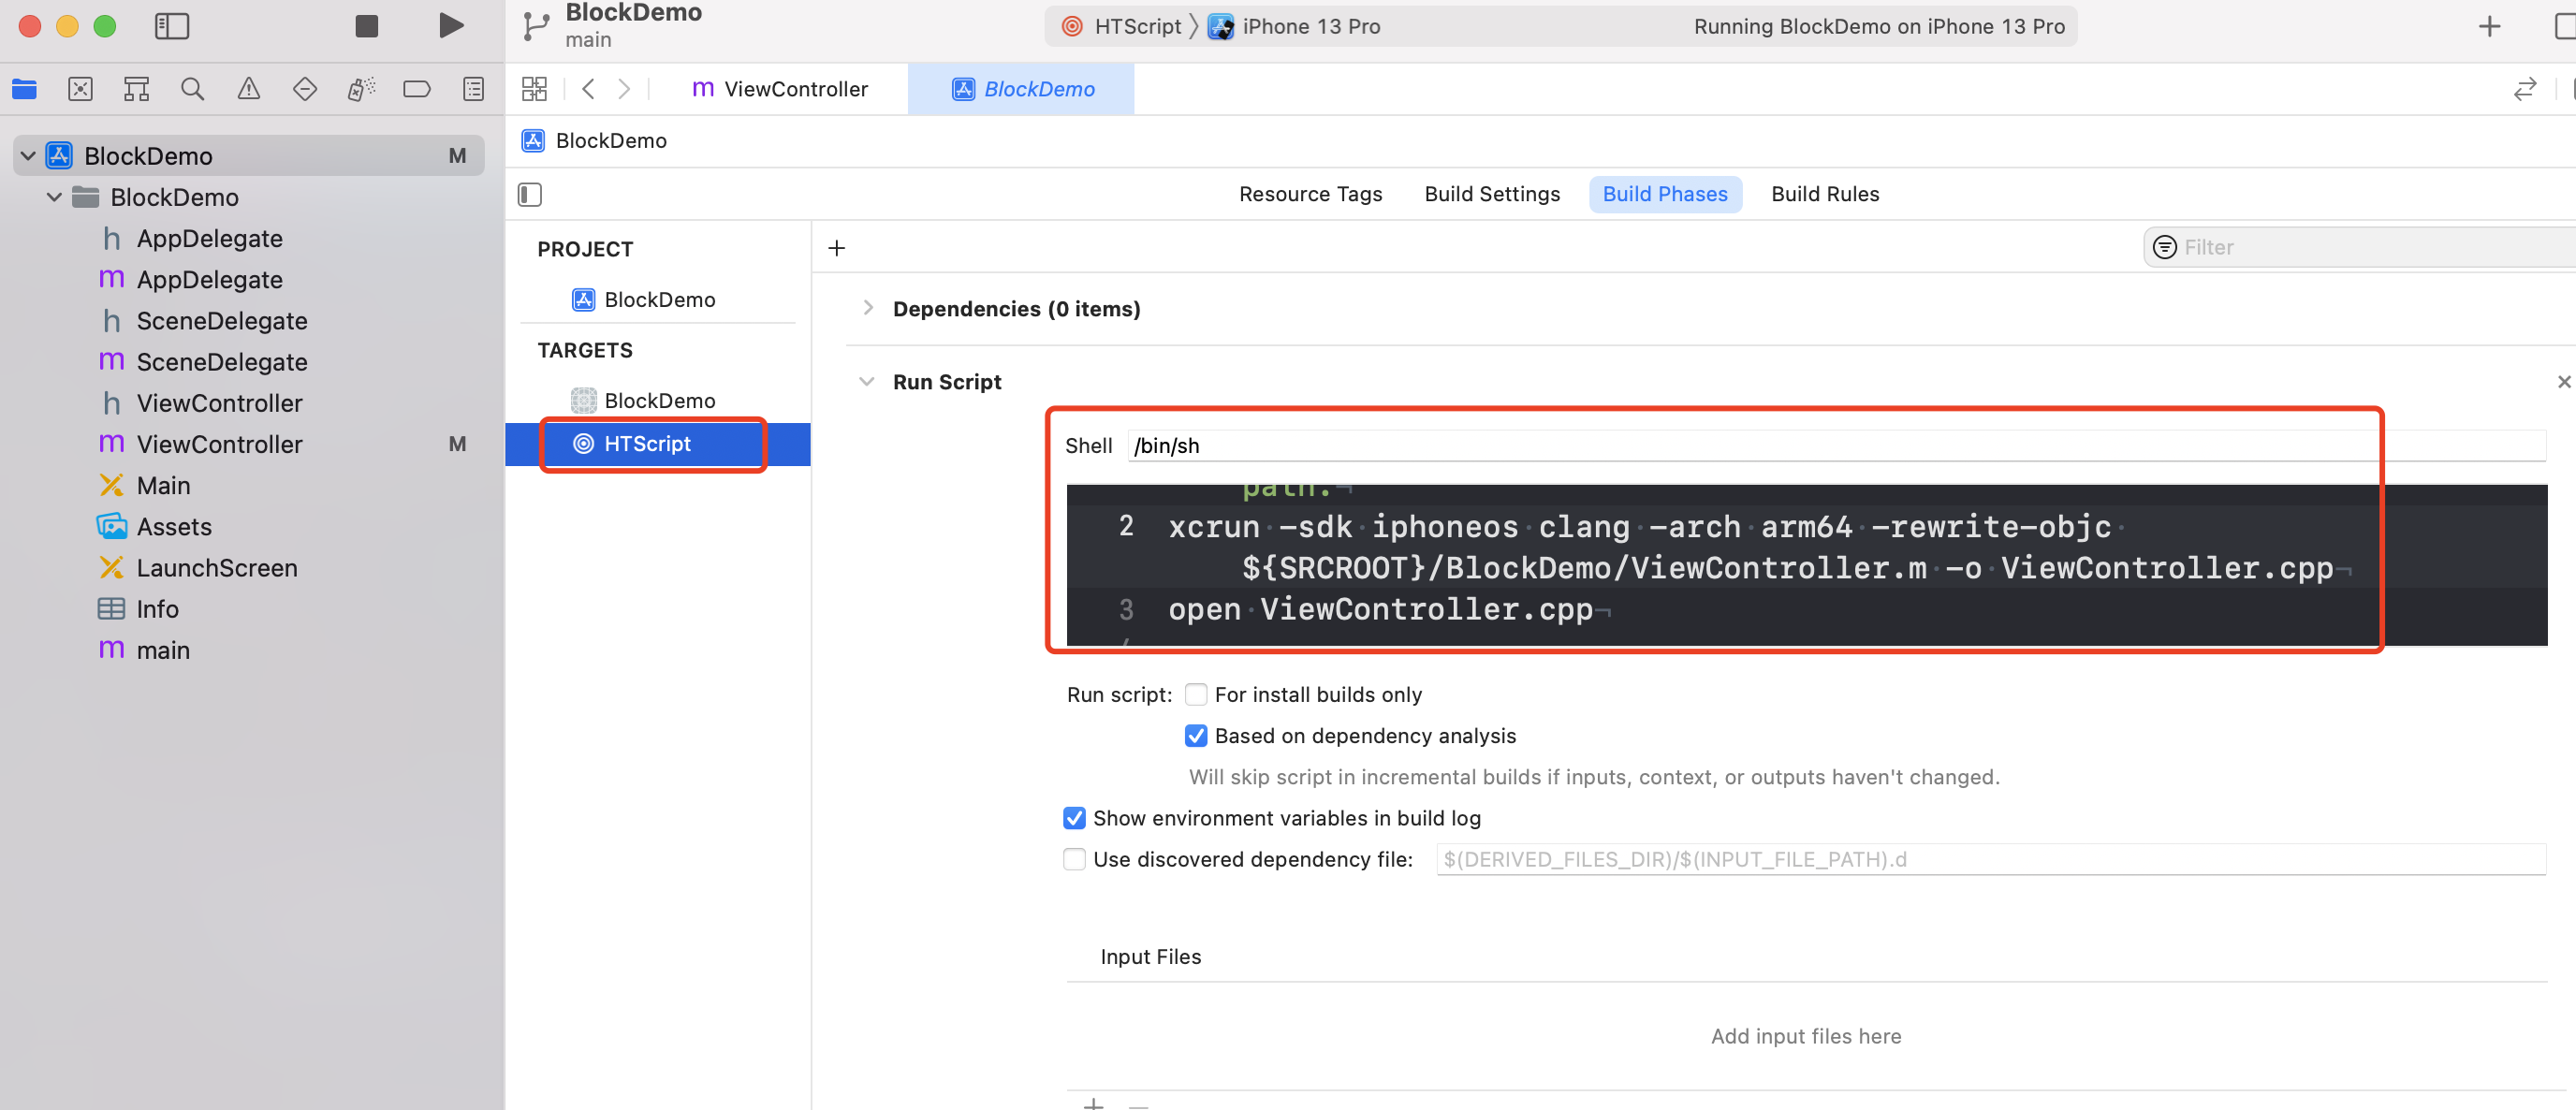 BlockDemo
main
HTScript
iPhone 13 Pro
Running BlockDemo on iPhone 13 Pro
ViewController
BlockDemo
BlockDemo
BlockDemo M
BlockDemo
h AppDelegate
m AppDelegate
h SceneDelegate
m SceneDelegate
h ViewController
m ViewController M
Main
Assets
LaunchScreen
Info
m main
Resource Tags
Build Settings
Build Phases
Build Rules
PROJECT
BlockDemo
TARGETS
BlockDemo
HTScript
Filter
Dependencies (0 items)
Run Script
Shell /bin/sh
path.
2 xcrun -sdk iphoneos clang -arch arm64 -rewrite-objc
${SRCROOT}/BlockDemo/ViewController.m -o ViewController.cpp
3 open ViewController.cpp
Run script: For install builds only
Based on dependency analysis
Will skip script in incremental builds if inputs, context, or outputs haven't changed.
Show environment variables in build log
Use discovered dependency file: $(DERIVED_FILES_DIR)/$(INPUT_FILE_PATH).d
Input Files
Add input files here